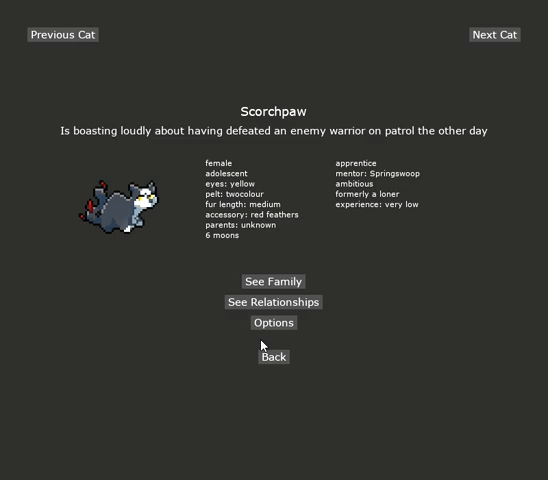 Previous Cat
Next Cat
Scorchpaw
Is boasting loudly about having defeated an enemy warrior on patrol the other day
female
adolescent
eyes: yellow
pelt: twocolour
fur length: medium
accessory: red feathers
parents: unknown
6 moons
apprentice
mentor: Springswoop
ambitious
formerly a loner
experience: very low
See Family
See Relationships
Options
Back